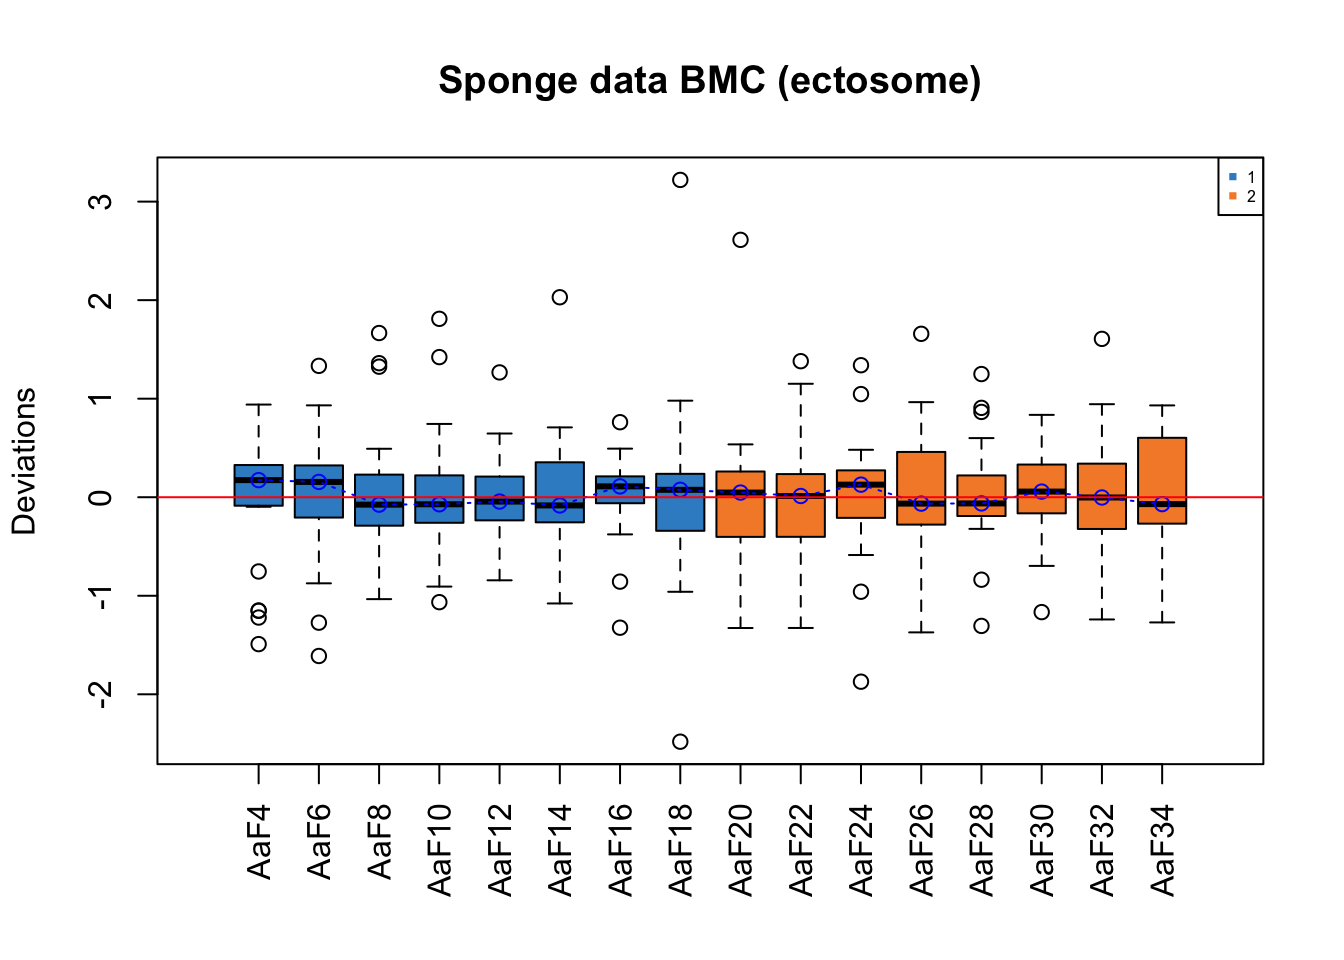 Sponge data BMC (ectosome)
1
2
Deviations
3
2
1
0
-1
-2
AaF4
AaF6
AaF8
AaF10
AaF12
AaF14
AaF16
AaF18
AaF20
AaF22
AaF24
AaF26
AaF28
AaF30
AaF32
AaF34